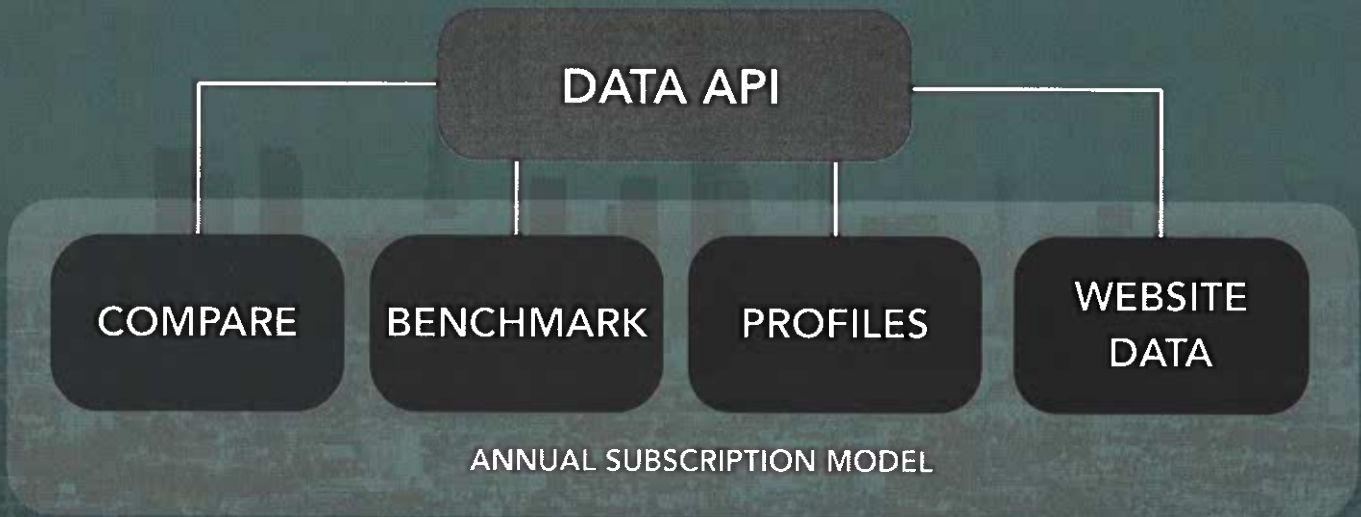 DATA API
COMPARE
BENCHMARK
PROFILES
WEBSITE
DATA
ANNUAL SUBSCRIPTION MODEL